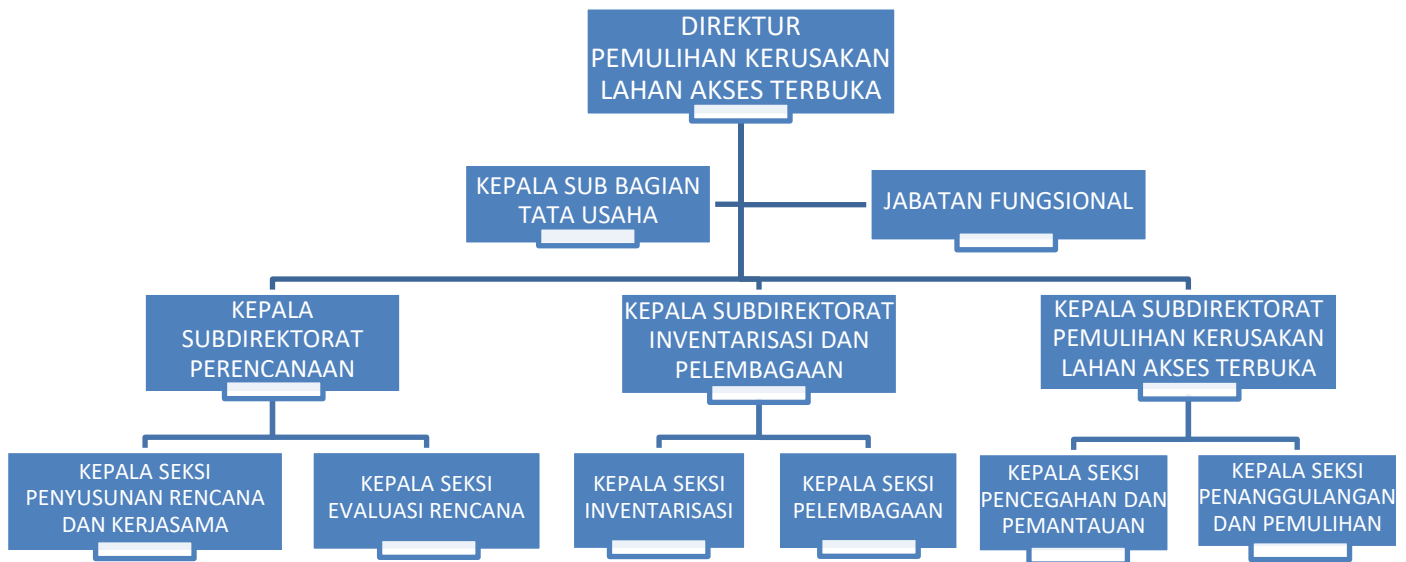 DIREKTUR
PEMULIHAN KERUSAKAN
LAHAN AKSES TERBUKA
KEPALA SUB BAGIAN
TATA USAHA
JABATAN FUNGSIONAL
KEPALA
SUBDIREKTORAT
PERENCANAAN
KEPALA SUBDIREKTORAT
INVENTARISASI DAN
PELEMBAGAAN
KEPALA SUBDIREKTORAT
PEMULIHAN KERUSAKAN
LAHAN AKSES TERBUKA
KEPALA SEKSI
PENYUSUNAN RENCANA
DAN KERJASAMA
KEPALA SEKSI
EVALUASI RENCANA
KEPALA SEKSI
INVENTARISASI
KEPALA SEKSI
PELEMBAGAAN
KEPALA SEKSI
PENCEGAHAN DAN
PEMANTAUAN
KEPALA SEKSI
PENANGGULANGAN
DAN PEMULIHAN